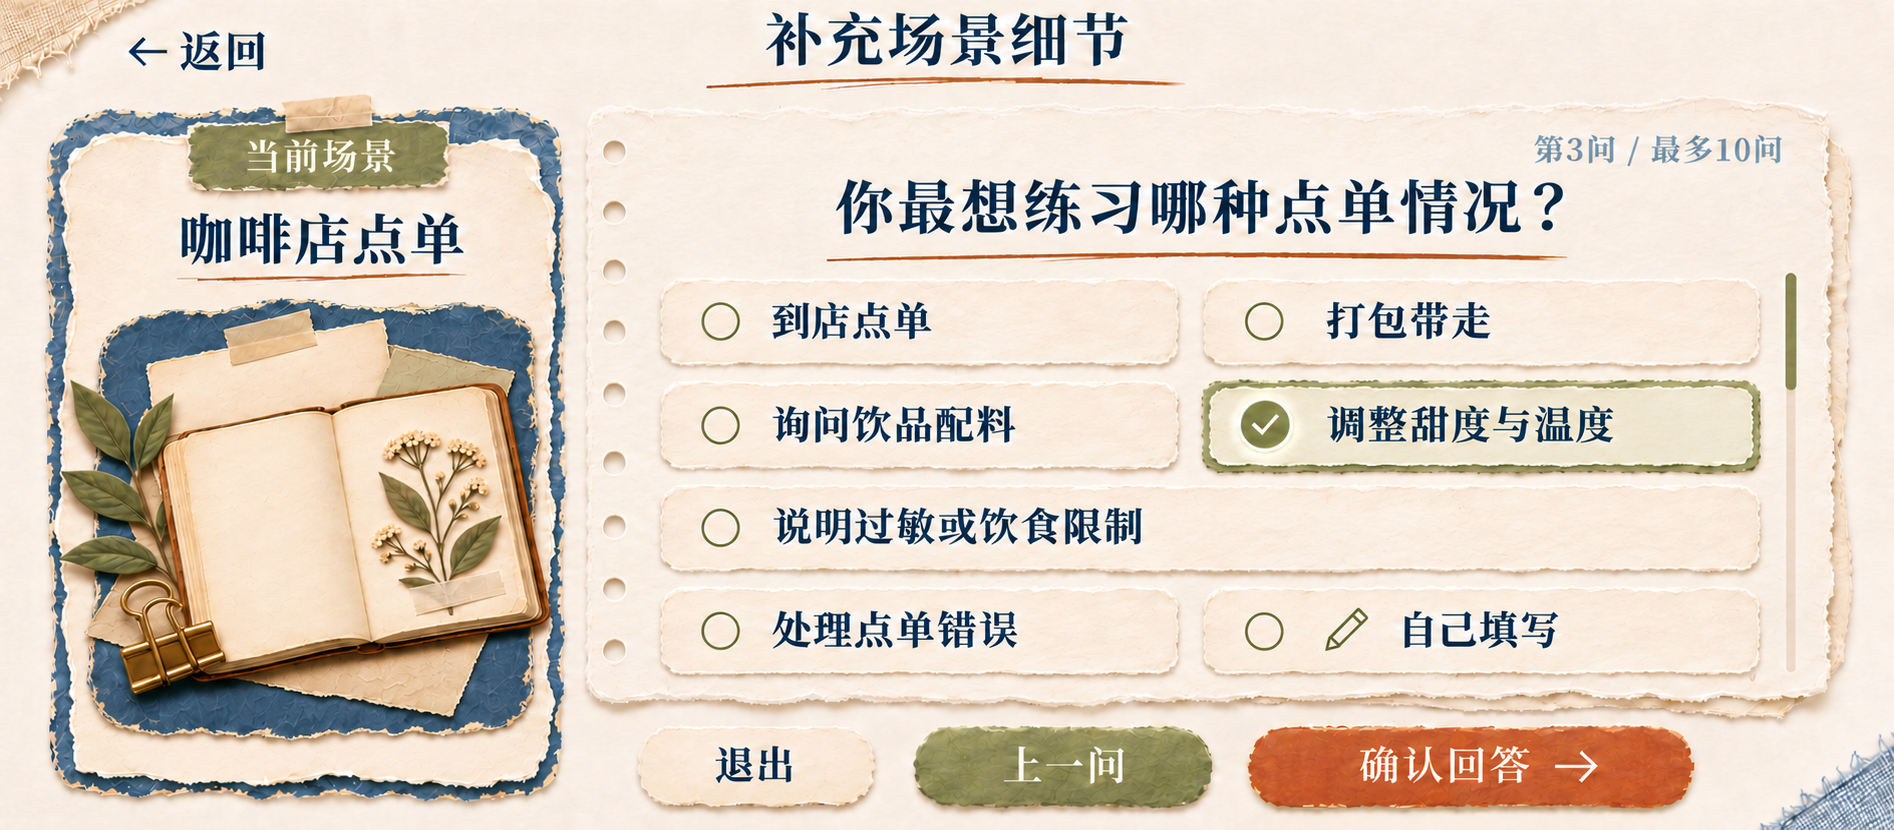 ← 返回
补充场景细节
当前场景
咖啡店点单
第3问 / 最多10问
你最想练习哪种点单情况？
到店点单
打包带走
询问饮品配料
调整甜度与温度
说明过敏或饮食限制
处理点单错误
自己填写
退出
上一问
确认回答 →